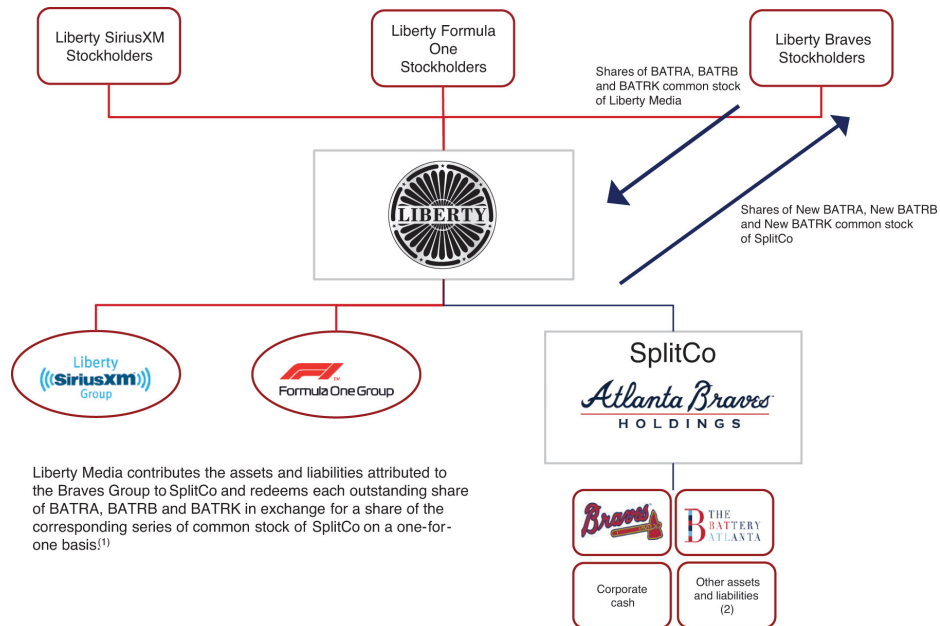 Liberty SiriusXM
Stockholders
Liberty Formula
One
Stockholders
Liberty Braves
Stockholders
Shares of BATRA, BATRB
and BATRK common stock
of Liberty Media
LIBERTY
Shares of New BATRA, New BATRB
and New BATRK common stock
of SplitCo
Liberty
SiriusXM
Group
F1
TM
Formula One Group
SplitCo
Atlanta Braves
HOLDINGS
Liberty Media contributes the assets and liabilities attributed to
the Braves Group to SplitCo and redeems each outstanding share
of BATRA, BATRB and BATRK in exchange for a share of the
corresponding series of common stock of SplitCo on a one-for-
one basis.(1)
Braves
B THE
BATTERY
ATLANTA
Corporate
cash
Other assets
and liabilities
(2)